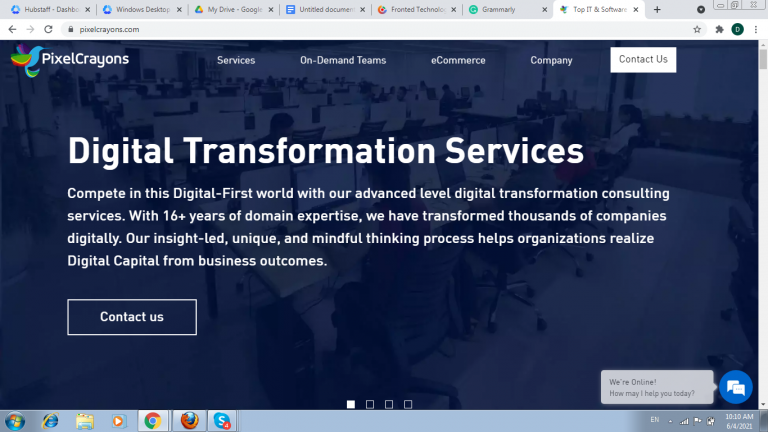 Hubstaff - Dashbo
Windows Desktop
My Drive - Google
Untitled documen
Fronted Technolo
Grammarly
Top IT & Software
pixelcrayons.com
D
PixelCrayons
Services
On-Demand Teams
eCommerce
Company
Contact Us
Digital Transformation Services
Compete in this Digital-First world with our advanced level digital transformation consulting
services. With 16+ years of domain expertise, we have transformed thousands of companies
digitally. Our insight-led, unique, and mindful thinking process helps organizations realize
Digital Capital from business outcomes.
Contact us
We're Online!
How may I help you today?
EN
10:10 AM
6/4/2021